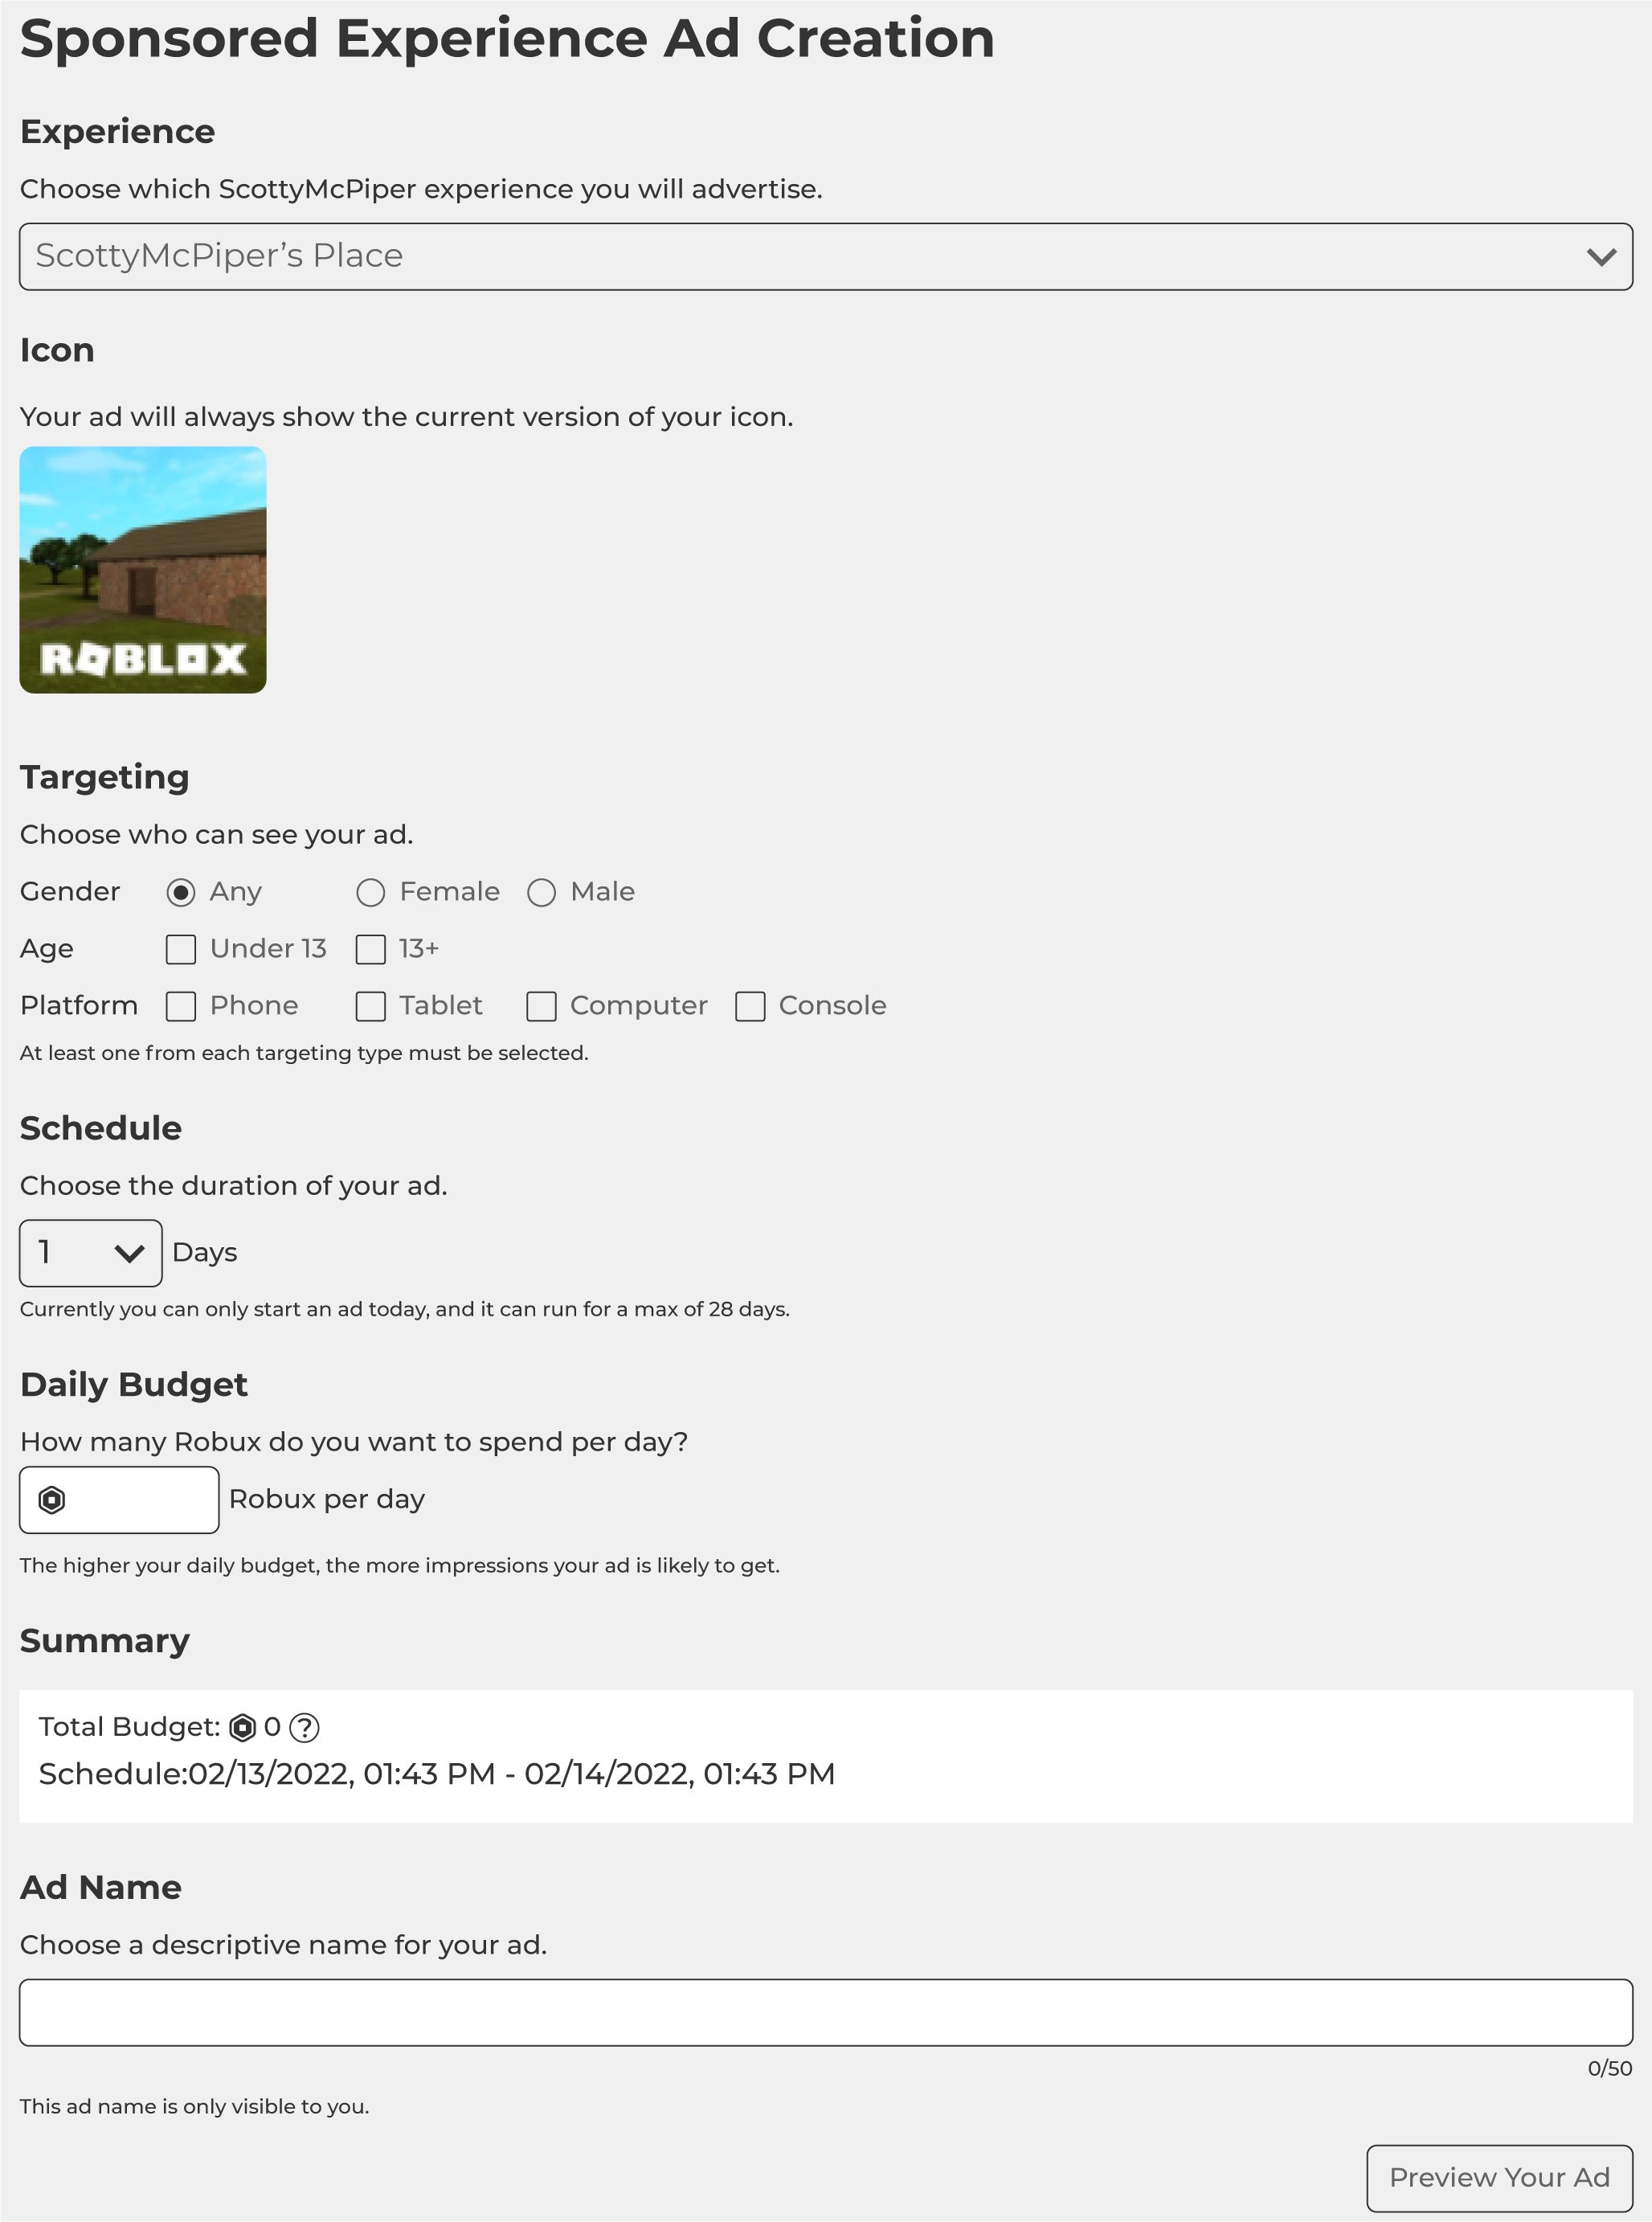 Sponsored Experience Ad Creation
Experience
Choose which ScottyMcPiper experience you will advertise.
ScottyMcPiper’s Place
Icon
Your ad will always show the current version of your icon.
ROBLOX
Targeting
Choose who can see your ad.
Gender Any Female Male
Age Under 13 13+
Platform Phone Tablet Computer Console
At least one from each targeting type must be selected.
Schedule
Choose the duration of your ad.
1 Days
Currently you can only start an ad today, and it can run for a max of 28 days.
Daily Budget
How many Robux do you want to spend per day?
Robux per day
The higher your daily budget, the more impressions your ad is likely to get.
Summary
Total Budget: 0 ?
Schedule:02/13/2022, 01:43 PM - 02/14/2022, 01:43 PM
Ad Name
Choose a descriptive name for your ad.
0/50
This ad name is only visible to you.
Preview Your Ad